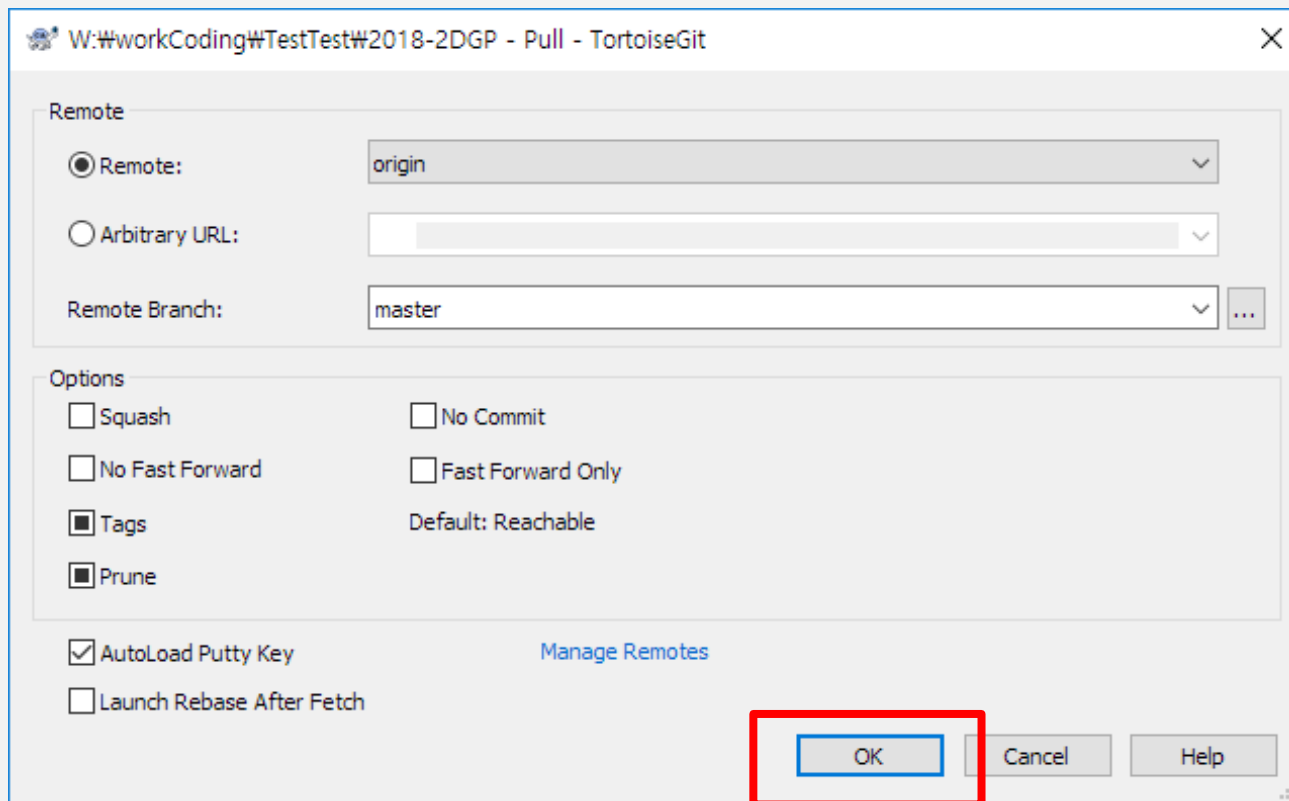 W:₩workCoding₩TestTest₩2018-2DGP - Pull - TortoiseGit
Remote
Remote:
origin
Arbitrary URL:
Remote Branch:
master
...
Options
Squash
No Commit
No Fast Forward
Fast Forward Only
Tags
Default: Reachable
Prune
AutoLoad Putty Key
Manage Remotes
Launch Rebase After Fetch
OK
Cancel
Help